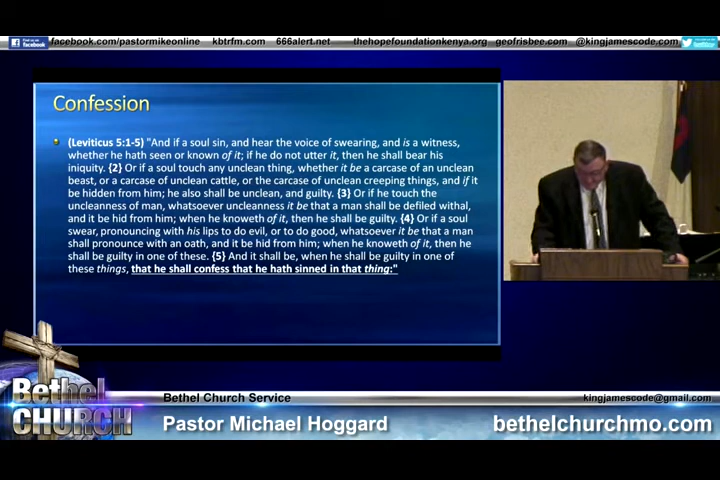 Find us on
facebook
facebook.com/pastormikeonline kbtrfm.com 666alert.net thehopefoundationkenya.org geofrisbee.com @kingjamescode.com twitter
Confession
(Leviticus 5:1-5) "And if a soul sin, and hear the voice of swearing, and is a witness,
whether he hath seen or known of it; if he do not utter it, then he shall bear his
iniquity. {2} Or if a soul touch any unclean thing, whether it be a carcase of an unclean
beast, or a carcase of unclean cattle, or the carcase of unclean creeping things, and if it
be hidden from him; he also shall be unclean, and guilty. {3} Or if he touch the
uncleanness of man, whatsoever uncleanness it be that a man shall be defiled withal,
and it be hid from him; when he knoweth of it, then he shall be guilty. {4} Or if a soul
swear, pronouncing with his lips to do evil, or to do good, whatsoever it be that a man
shall pronounce with an oath, and it be hid from him; when he knoweth of it, then he
shall be guilty in one of these. {5} And it shall be, when he shall be guilty in one of
these things, that he shall confess that he hath sinned in that thing:"
Bethel
CHURCH
Bethel Church Service
kingjamescode@gmail.com
Pastor Michael Hoggard
bethelchurchmo.com